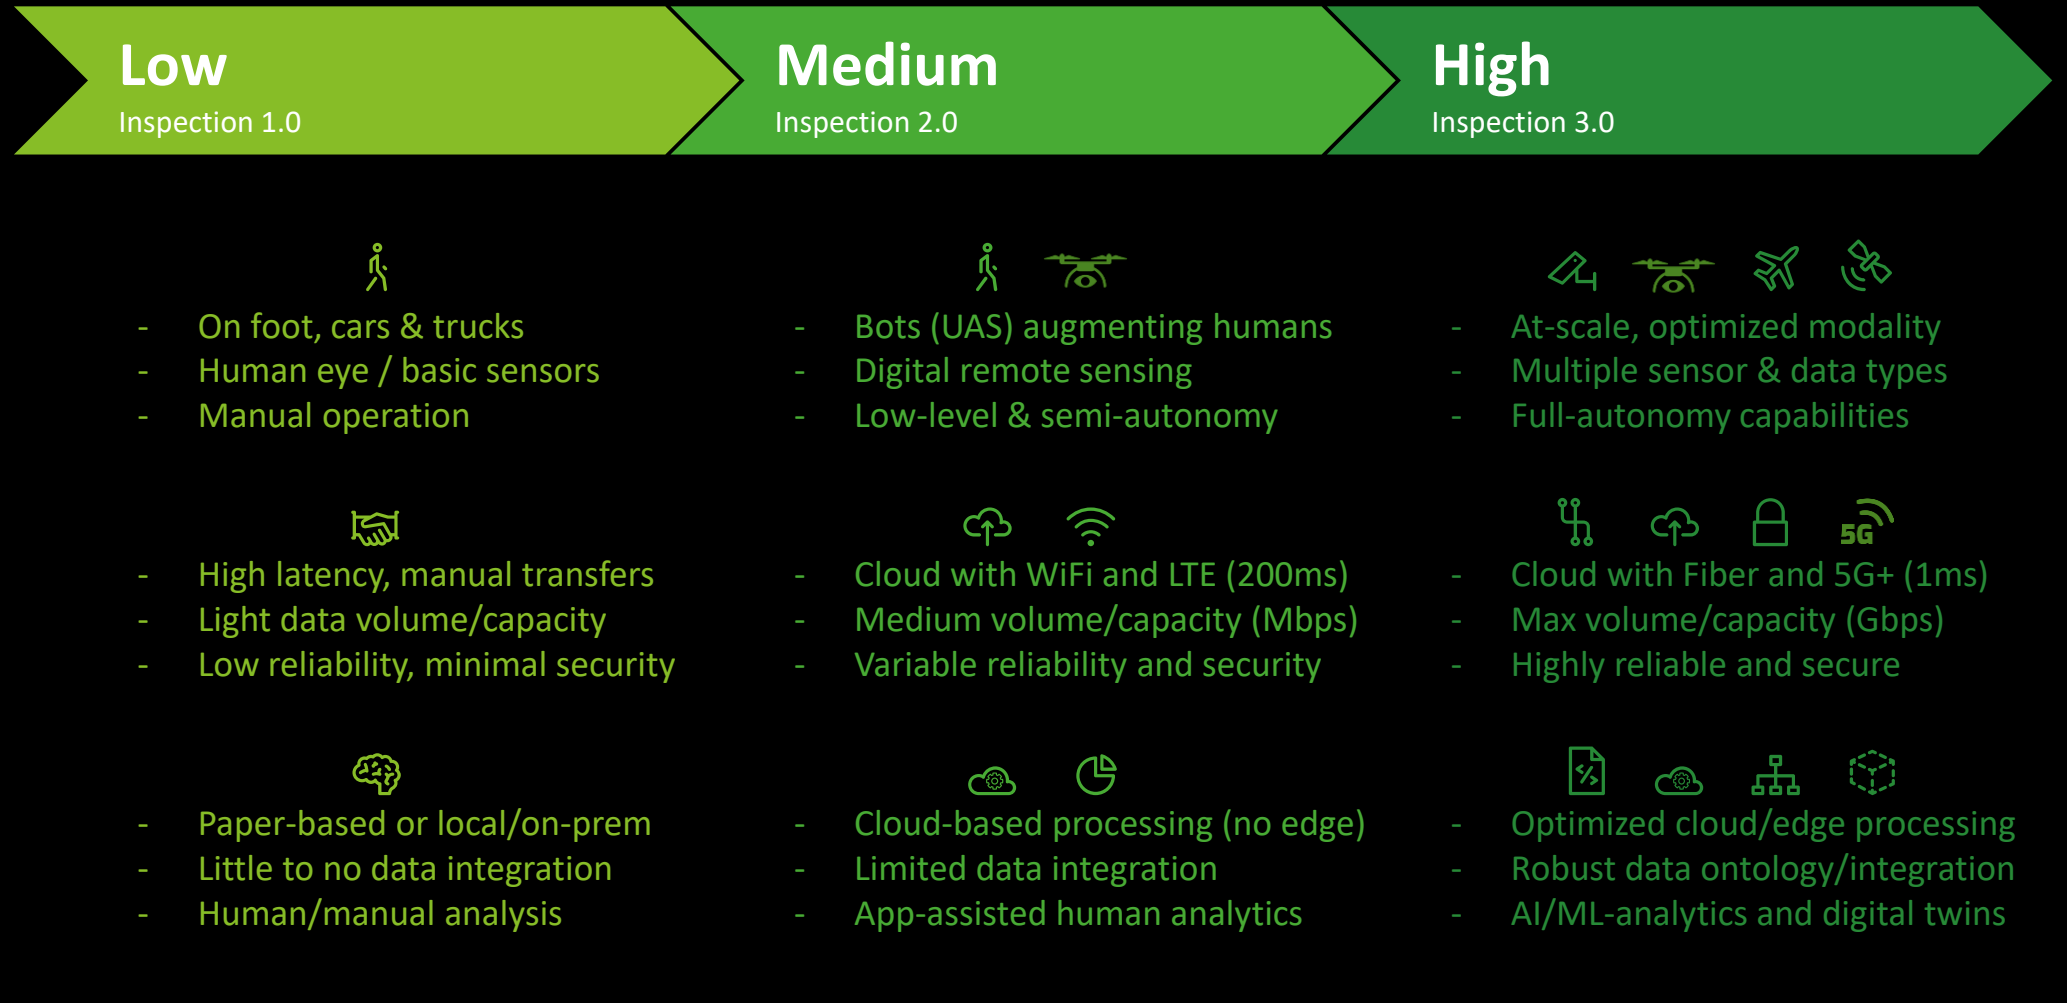 Low
Inspection 1.0
Medium
Inspection 2.0
High
Inspection 3.0
- On foot, cars & trucks
- Human eye / basic sensors
- Manual operation
- Bots (UAS) augmenting humans
- Digital remote sensing
- Low-level & semi-autonomy
- At-scale, optimized modality
- Multiple sensor & data types
- Full-autonomy capabilities
- High latency, manual transfers
- Light data volume/capacity
- Low reliability, minimal security
- Cloud with WiFi and LTE (200ms)
- Medium volume/capacity (Mbps)
- Variable reliability and security
5G
- Cloud with Fiber and 5G+ (1ms)
- Max volume/capacity (Gbps)
- Highly reliable and secure
- Paper-based or local/on-prem
- Little to no data integration
- Human/manual analysis
- Cloud-based processing (no edge)
- Limited data integration
- App-assisted human analytics
</>
- Optimized cloud/edge processing
- Robust data ontology/integration
- AI/ML-analytics and digital twins